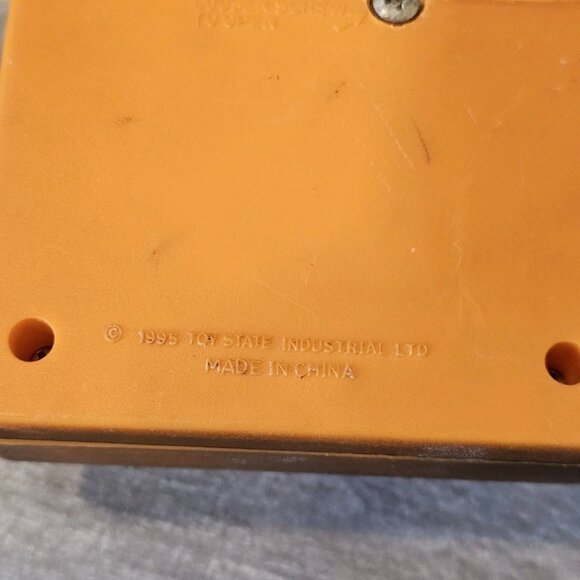 TO OPEN
© 1995 TOY STATE INDUSTRIAL LTD
MADE IN CHINA